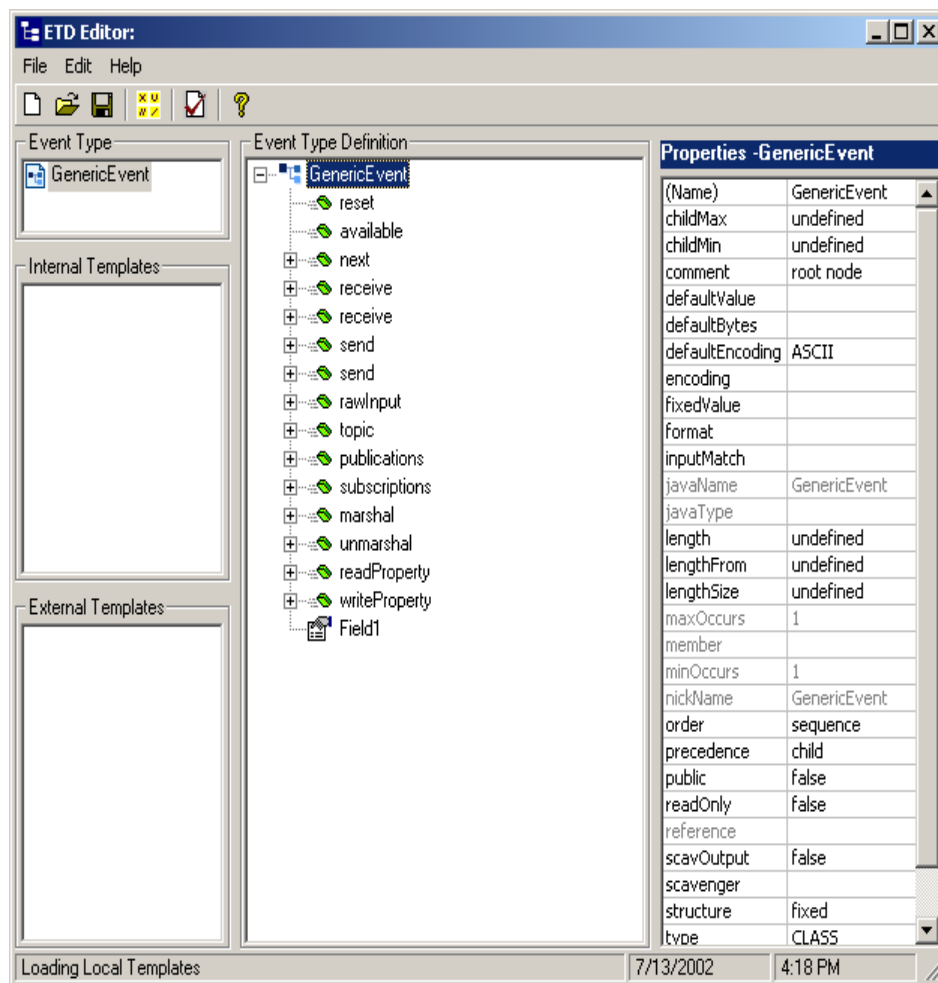 ETD Editor:
File Edit Help
Event Type
GenericEvent
Internal Templates
External Templates
Event Type Definition
GenericEvent
reset
available
next
receive
receive
send
send
rawInput
topic
publications
subscriptions
marshal
unmarshal
readProperty
writeProperty
Field1
Properties -GenericEvent
(Name) GenericEvent
childMax undefined
childMin undefined
comment root node
defaultValue
defaultBytes
defaultEncoding ASCII
encoding
fixedValue
format
inputMatch
javaName GenericEvent
javaType
length undefined
lengthFrom undefined
lengthSize undefined
maxOccurs 1
member
minOccurs 1
nickName GenericEvent
order sequence
precedence child
public false
readOnly false
reference
scavOutput false
scavenger
structure fixed
type CLASS
Loading Local Templates 7/13/2002 4:18 PM